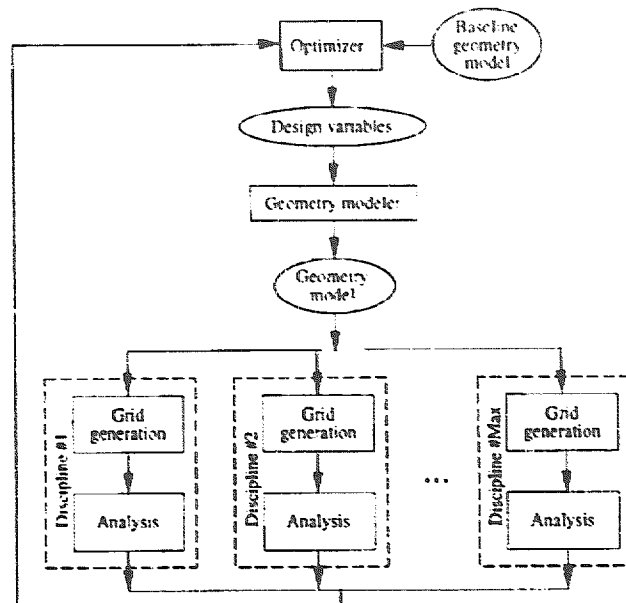 Optimizer
Baseline
geometry
model
Design variables
Geometry modeler
Geometry
model
Discipline #1
Grid
generation
Analysis
Discipline #2
Grid
generation
Analysis
...
Discipline #Max
Grid
generation
Analysis